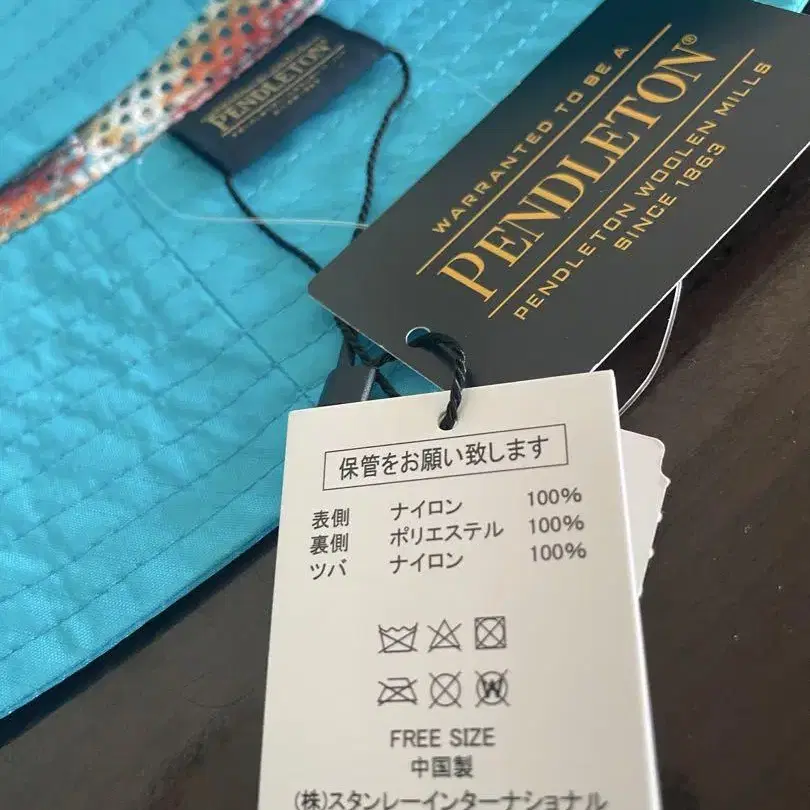 PENDLETON
WARRANTED TO BE A
PENDLETON®
PENDLETON WOOLEN MILLS
SINCE 1863
保管をお願い致します
表側 ナイロン 100%
裏側 ポリエステル 100%
ツバ ナイロン 100%
W
FREE SIZE
中国製
(株)スタンレーインターナショナル